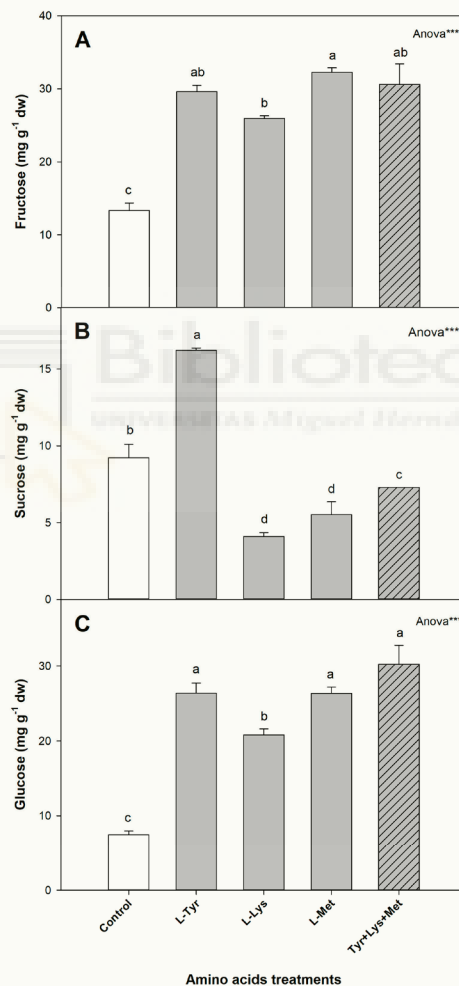 A
Anova***
Fructose (mg g⁻¹ dw)
40
30
20
10
0
c
ab
b
a
ab
B
Anova***
Sucrose (mg g⁻¹ dw)
15
10
5
0
b
a
d
d
c
C
Anova***
Glucose (mg g⁻¹ dw)
30
20
10
0
c
a
b
a
a
Control
L-Tyr
L-Lys
L-Met
Tyr+Lys+Met
Amino acids treatments
Bibliotec